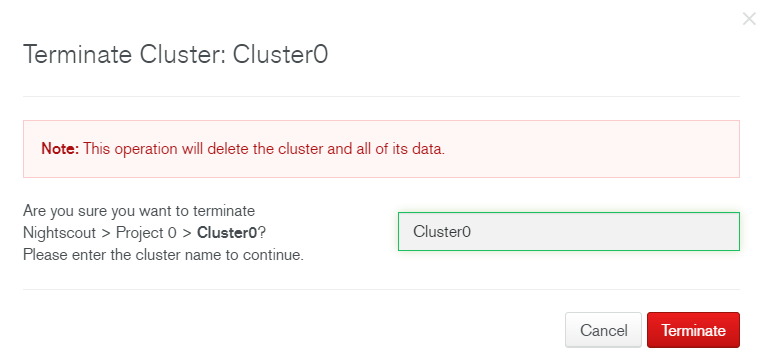 Terminate Cluster: Cluster0
Note: This operation will delete the cluster and all of its data.
Are you sure you want to terminate
Nightscout > Project 0 > Cluster0?
Please enter the cluster name to continue.
Cluster0
Cancel
Terminate